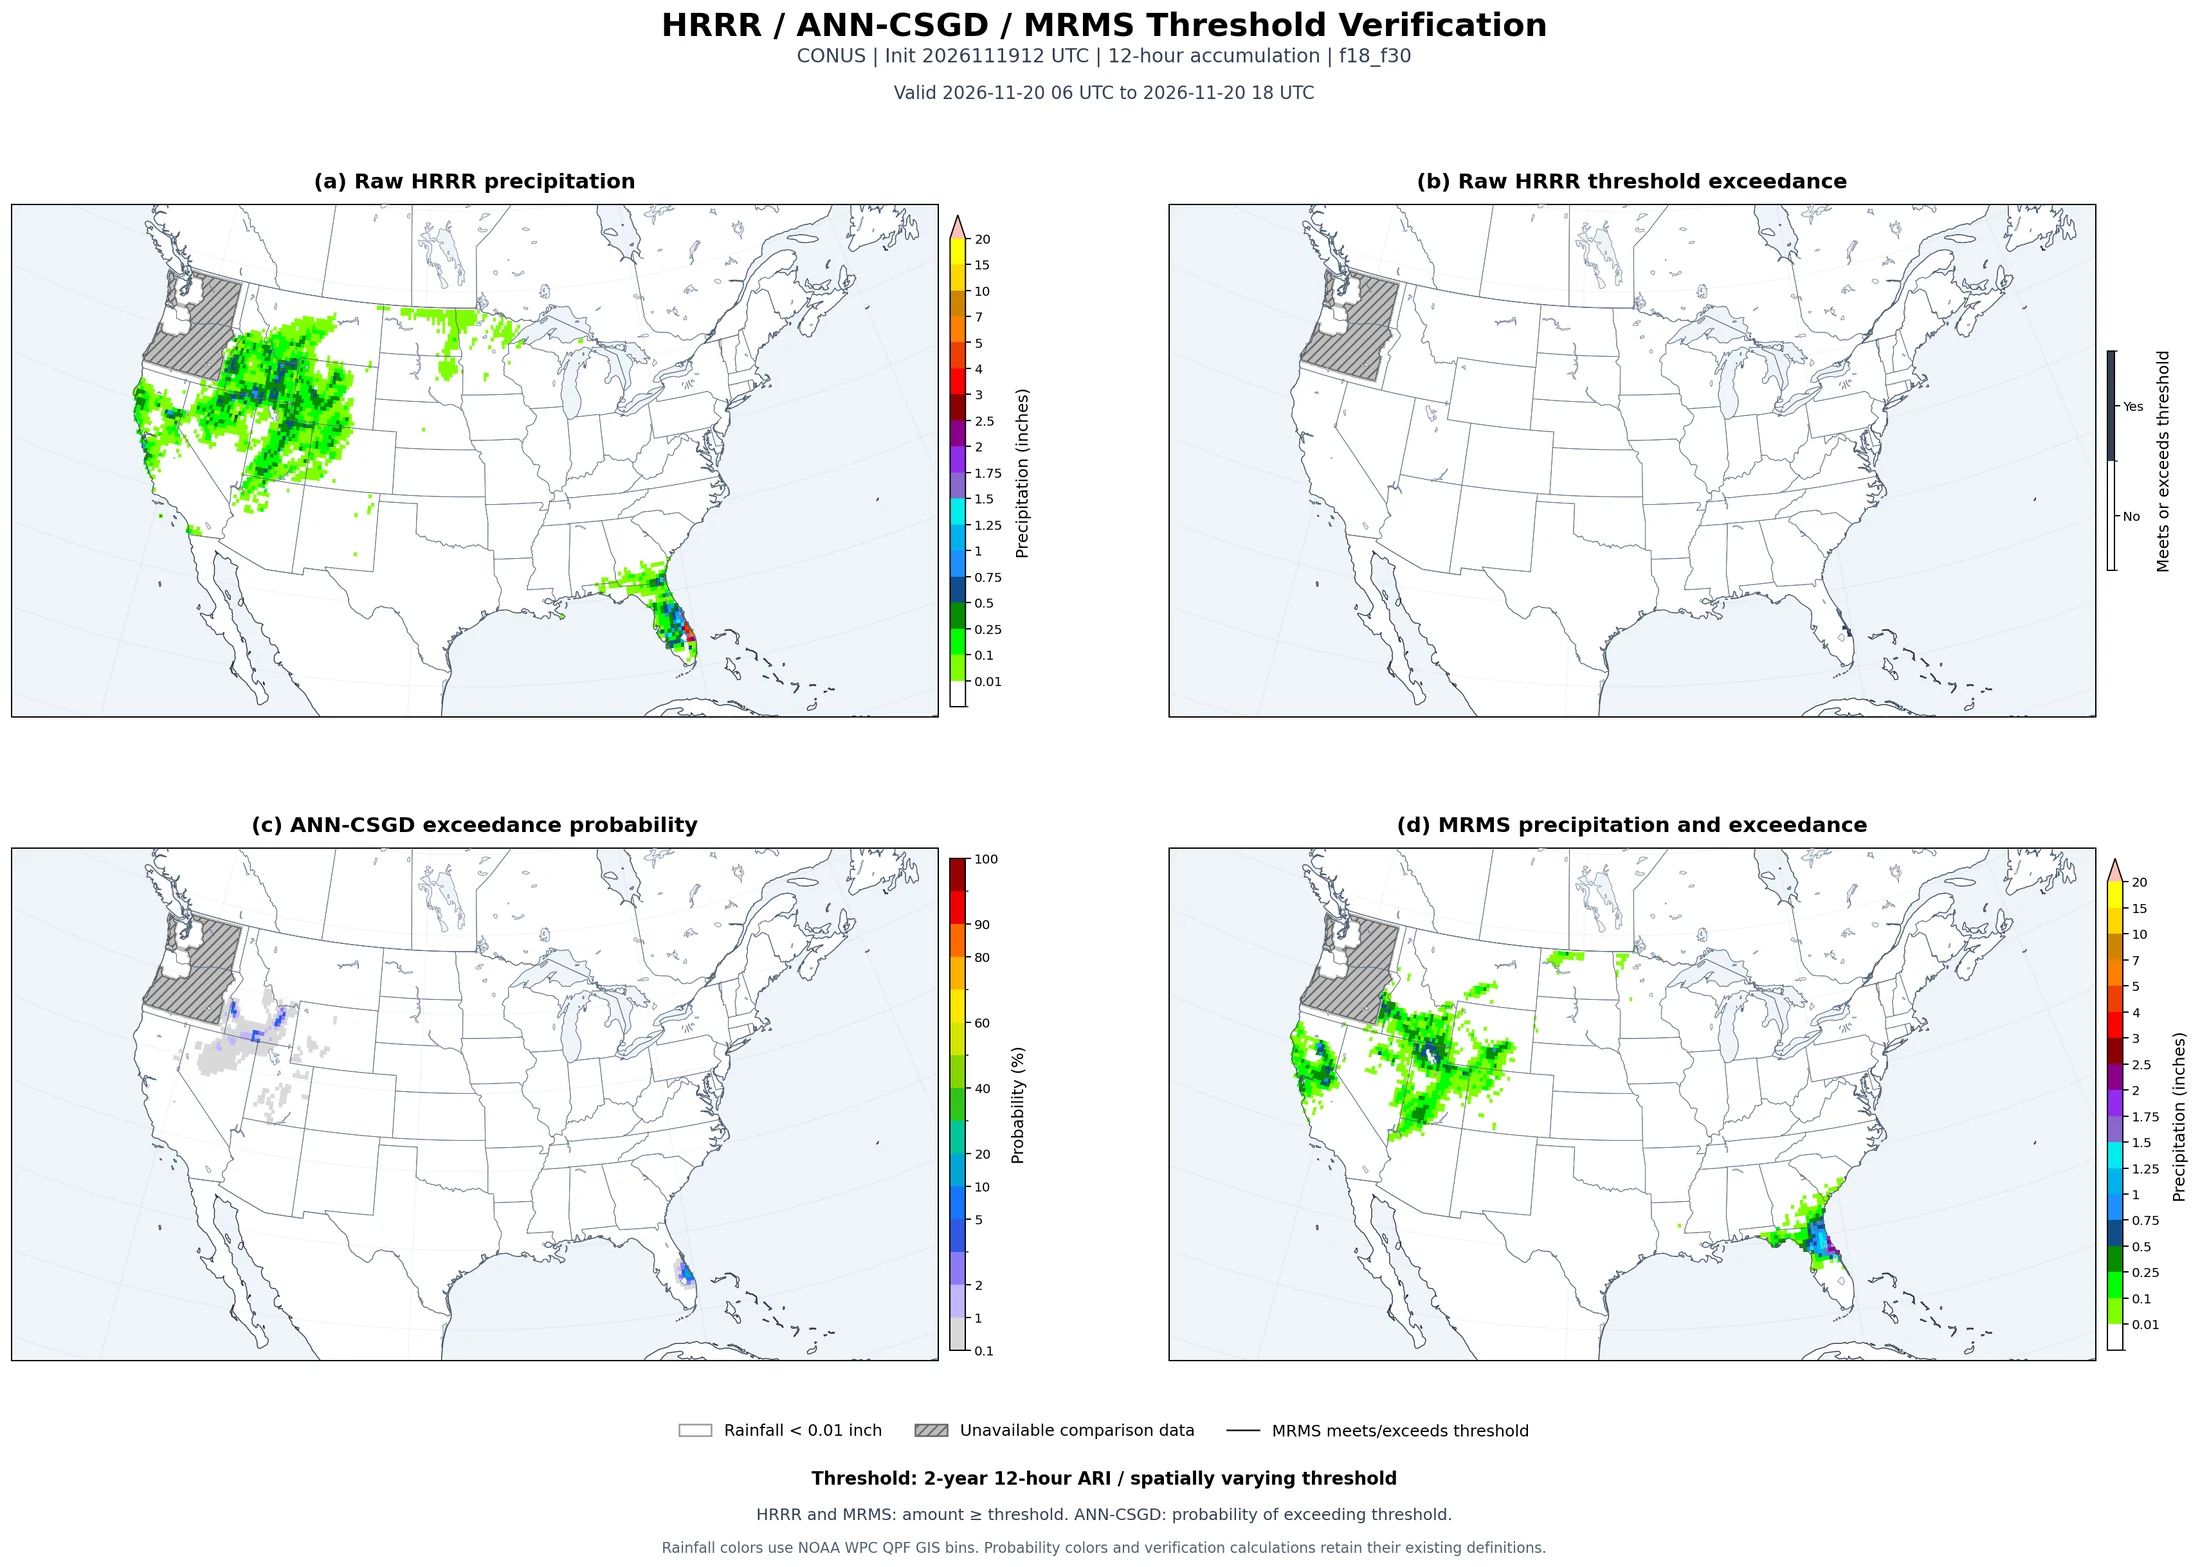 HRRR / ANN-CSGD / MRMS Threshold Verification
CONUS | Init 2026111912 UTC | 12-hour accumulation | f18_f30
Valid 2026-11-20 06 UTC to 2026-11-20 18 UTC
(a) Raw HRRR precipitation
20
15
10
7
5
4
3
2.5
2
1.75
1.5
1.25
1
0.75
0.5
0.25
0.1
0.01
Precipitation (inches)
(b) Raw HRRR threshold exceedance
Yes
No
Meets or exceeds threshold
(c) ANN-CSGD exceedance probability
100
90
80
60
40
20
10
5
2
1
0.1
Probability (%)
(d) MRMS precipitation and exceedance
20
15
10
7
5
4
3
2.5
2
1.75
1.5
1.25
1
0.75
0.5
0.25
0.1
0.01
Precipitation (inches)
Rainfall < 0.01 inch
Unavailable comparison data
MRMS meets/exceeds threshold
Threshold: 2-year 12-hour ARI / spatially varying threshold
HRRR and MRMS: amount ≥ threshold. ANN-CSGD: probability of exceeding threshold.
Rainfall colors use NOAA WPC QPF GIS bins. Probability colors and verification calculations retain their existing definitions.